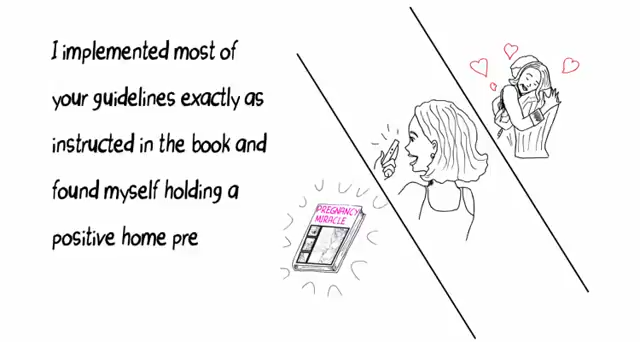 I implemented most of
your guidelines exactly as
instructed in the book and
found myself holding a
positive home pre
PREGNANCY
MIRACLE